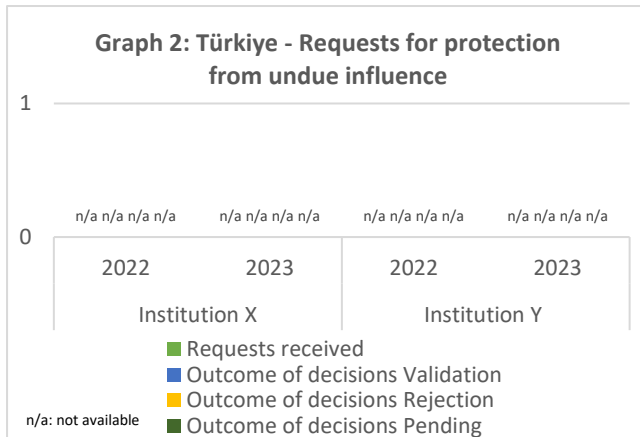 Graph 2: Türkiye - Requests for protection
from undue influence
1
n/a n/a n/a n/a n/a n/a n/a n/a n/a n/a n/a n/a n/a n/a n/a n/a
0
2022 2023 2022 2023
Institution X Institution Y
Requests received
Outcome of decisions Validation
Outcome of decisions Rejection
n/a: not available Outcome of decisions Pending